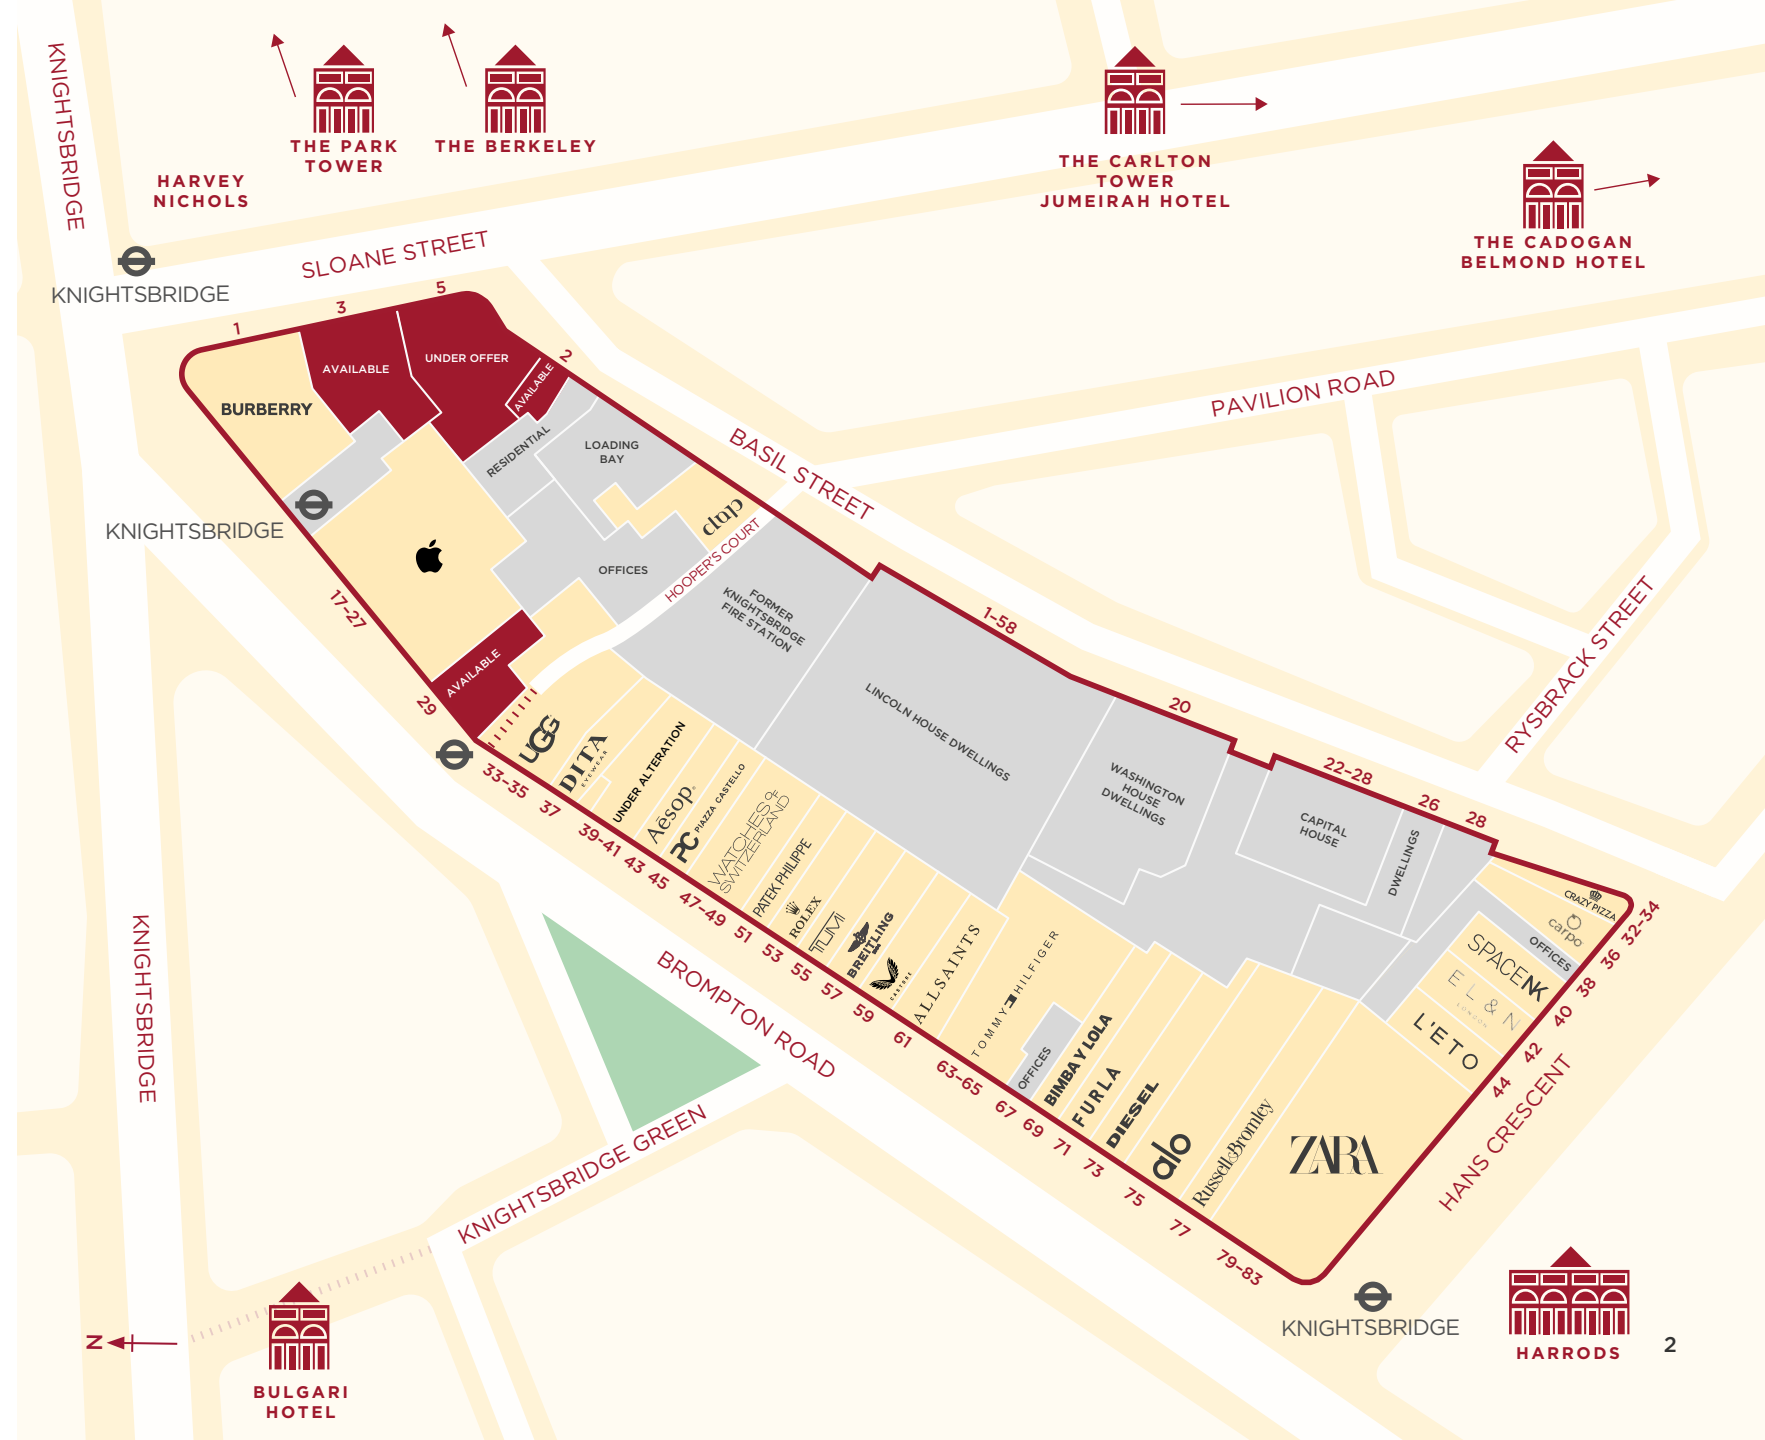 KNIGHTSBRIDGE
THE PARK
TOWER
THE BERKELEY
HARVEY
NICHOLS
THE CARLTON
TOWER
JUMEIRAH HOTEL
THE CADOGAN
BELMOND HOTEL
KNIGHTSBRIDGE
SLOANE STREET
1
3
5
2
AVAILABLE
UNDER OFFER
AVAILABLE
BURBERRY
RESIDENTIAL
LOADING
BAY
BASIL STREET
PAVILION ROAD
KNIGHTSBRIDGE
clap
HOOPER'S COURT
OFFICES
17-27
FORMER
KNIGHTSBRIDGE
FIRE STATION
1-58
AVAILABLE
29
LINCOLN HOUSE DWELLINGS
20
WASHINGTON
HOUSE
DWELLINGS
22-28
26
28
CAPITAL
HOUSE
DWELLINGS
RYSBRACK STREET
UGG
DITA
EYEWEAR
UNDER ALTERATION
Aēsop.
PC PIAZZA CASTELLO
WATCHES OF
SWITZERLAND
PATEK PHILIPPE
ROLEX
TUMI
BREITLING
CASTORE
ALLSAINTS
TOMMY HILFIGER
OFFICES
BIMBA Y LOLA
FURLA
DIESEL
alo
Russell & Bromley
ZARA
CRAZY PIZZA
carpo
OFFICES
SPACENK
EL&N
LONDON
L'ETO
33-35
37
39-41
43
45
47-49
51
53
55
57
59
61
63-65
67
69
71
73
75
77
79-83
32-34
36
38
40
42
44
HANS CRESCENT
BROMPTON ROAD
KNIGHTSBRIDGE GREEN
KNIGHTSBRIDGE
N
BULGARI
HOTEL
KNIGHTSBRIDGE
HARRODS
2